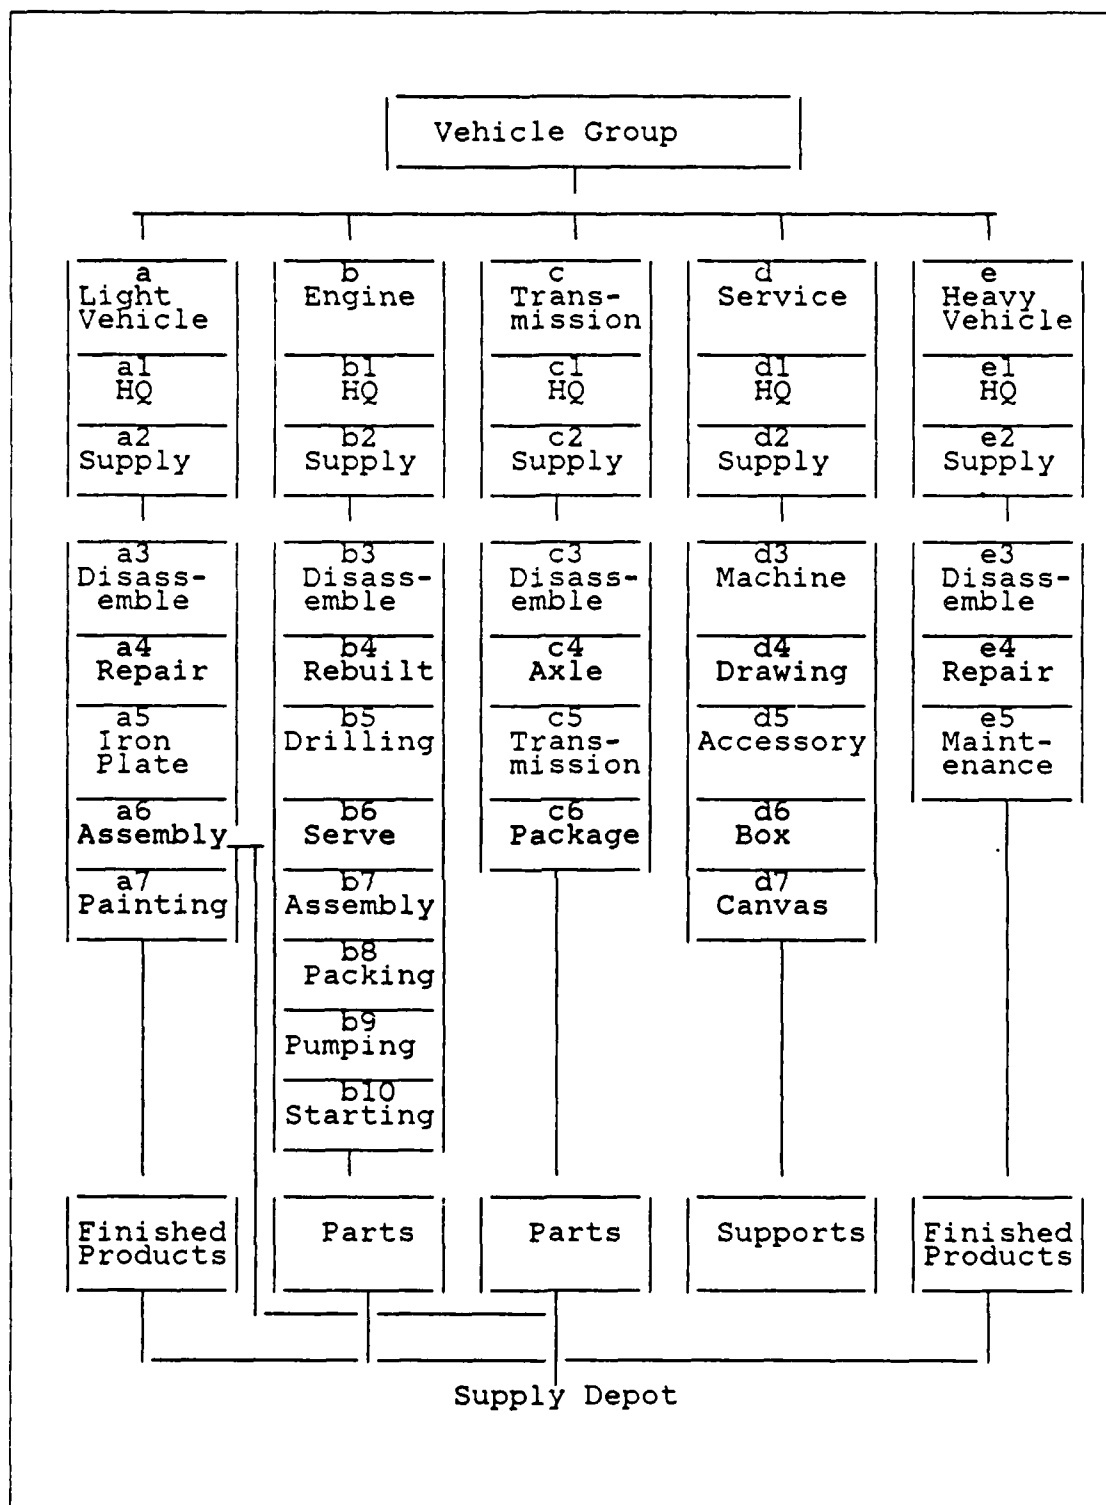 Vehicle Group
a
Light
Vehicle
a1
HQ
a2
Supply
b
Engine
b1
HQ
b2
Supply
c
Trans-
mission
c1
HQ
c2
Supply
d
Service
d1
HQ
d2
Supply
e
Heavy
Vehicle
e1
HQ
e2
Supply
a3
Disass-
emble
a4
Repair
a5
Iron
Plate
a6
Assembly
a7
Painting
b3
Disass-
emble
b4
Rebuilt
b5
Drilling
b6
Serve
b7
Assembly
b8
Packing
b9
Pumping
b10
Starting
c3
Disass-
emble
c4
Axle
c5
Trans-
mission
c6
Package
d3
Machine
d4
Drawing
d5
Accessory
d6
Box
d7
Canvas
e3
Disass-
emble
e4
Repair
e5
Maint-
enance
Finished
Products
Parts
Parts
Supports
Finished
Products
Supply Depot